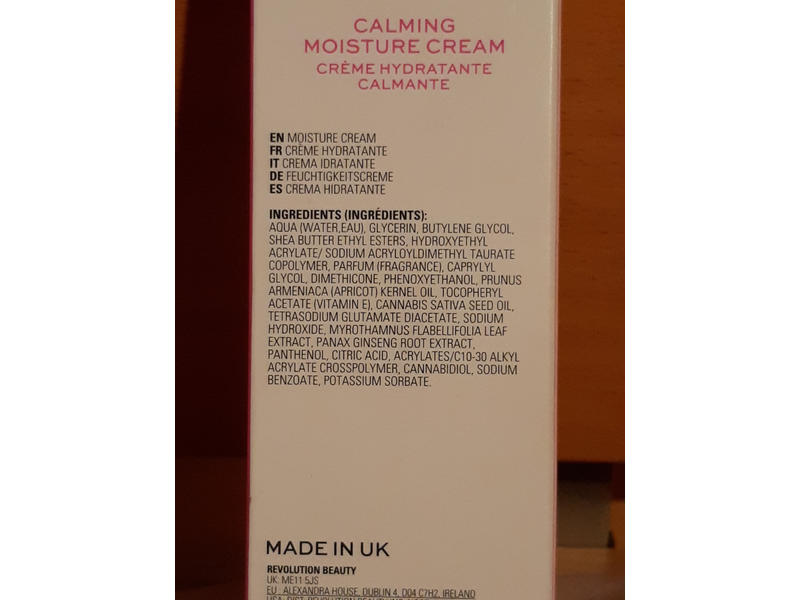 CALMING
MOISTURE CREAM
CRÈME HYDRATANTE
CALMANTE
EN MOISTURE CREAM
FR CRÈME HYDRATANTE
IT CREMA IDRATANTE
DE FEUCHTIGKEITSCREME
ES CREMA HIDRATANTE
INGREDIENTS (INGRÉDIENTS):
AQUA (WATER,EAU), GLYCERIN, BUTYLENE GLYCOL,
SHEA BUTTER ETHYL ESTERS, HYDROXYETHYL
ACRYLATE/ SODIUM ACRYLOYLDIMETHYL TAURATE
COPOLYMER, PARFUM (FRAGRANCE), CAPRYLYL
GLYCOL, DIMETHICONE, PHENOXYETHANOL, PRUNUS
ARMENIACA (APRICOT) KERNEL OIL, TOCOPHERYL
ACETATE (VITAMIN E), CANNABIS SATIVA SEED OIL,
TETRASODIUM GLUTAMATE DIACETATE, SODIUM
HYDROXIDE, MYROTHAMNUS FLABELLIFOLIA LEAF
EXTRACT, PANAX GINSENG ROOT EXTRACT,
PANTHENOL, CITRIC ACID, ACRYLATES/C10-30 ALKYL
ACRYLATE CROSSPOLYMER, CANNABIDIOL, SODIUM
BENZOATE, POTASSIUM SORBATE.
MADE IN UK
REVOLUTION BEAUTY
UK: ME11 5JS
EU: ALEXANDRA HOUSE, DUBLIN 4, D04 C7H2, IRELAND